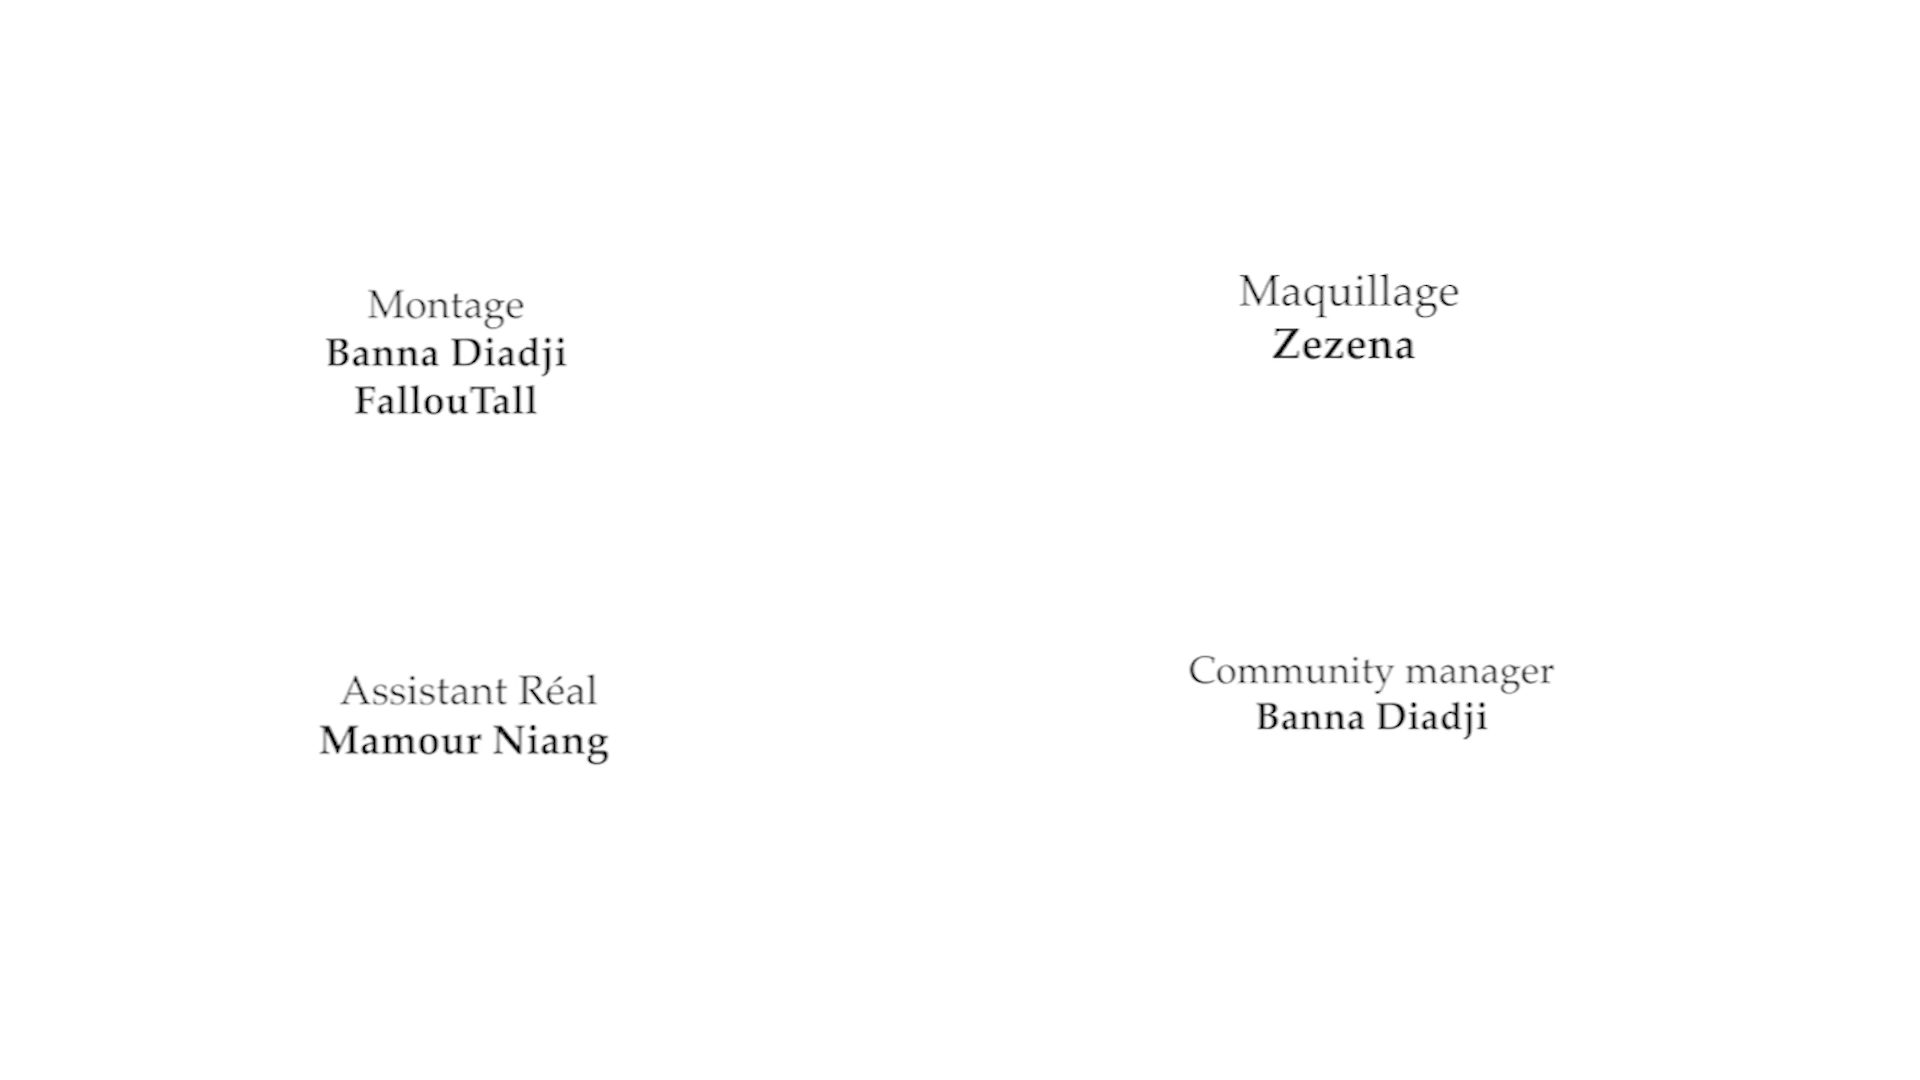 Montage
Banna Diadji
FallouTall
Maquillage
Zezena
Assistant Réal
Mamour Niang
Community manager
Banna Diadji